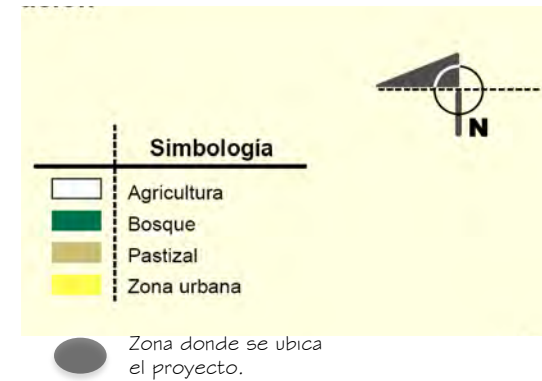 N
Simbología
Agricultura
Bosque
Pastizal
Zona urbana
Zona donde se ubica
el proyecto.